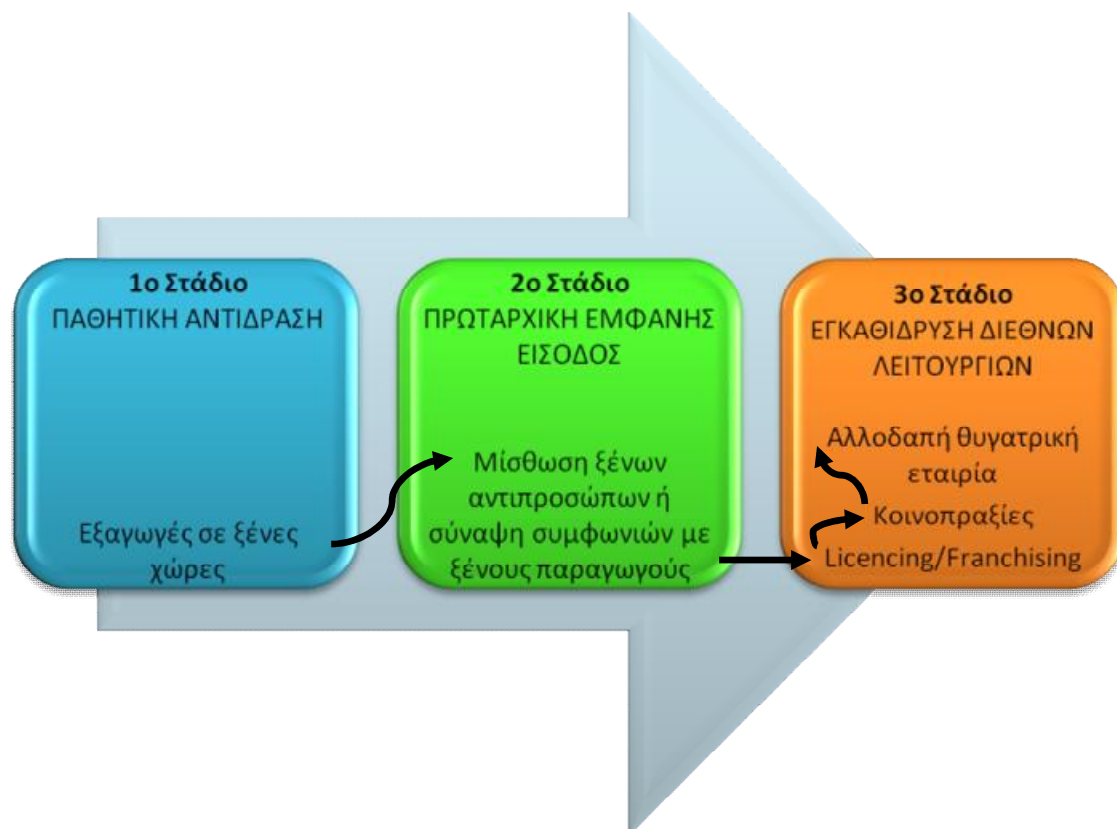 1ο Στάδιο
ΠΑΘΗΤΙΚΗ ΑΝΤΙΔΡΑΣΗ
Εξαγωγές σε ξένες
χώρες
2ο Στάδιο
ΠΡΩΤΑΡΧΙΚΗ ΕΜΦΑΝΗΣ
ΕΙΣΟΔΟΣ
Μίσθωση ξένων
αντιπροσώπων ή
σύναψη συμφωνιών με
ξένους παραγωγούς
3ο Στάδιο
ΕΓΚΑΘΙΔΡΥΣΗ ΔΙΕΘΝΩΝ
ΛΕΙΤΟΥΡΓΙΩΝ
Αλλοδαπή θυγατρική
εταιρία
Κοινοπραξίες
Licencing/Franchising